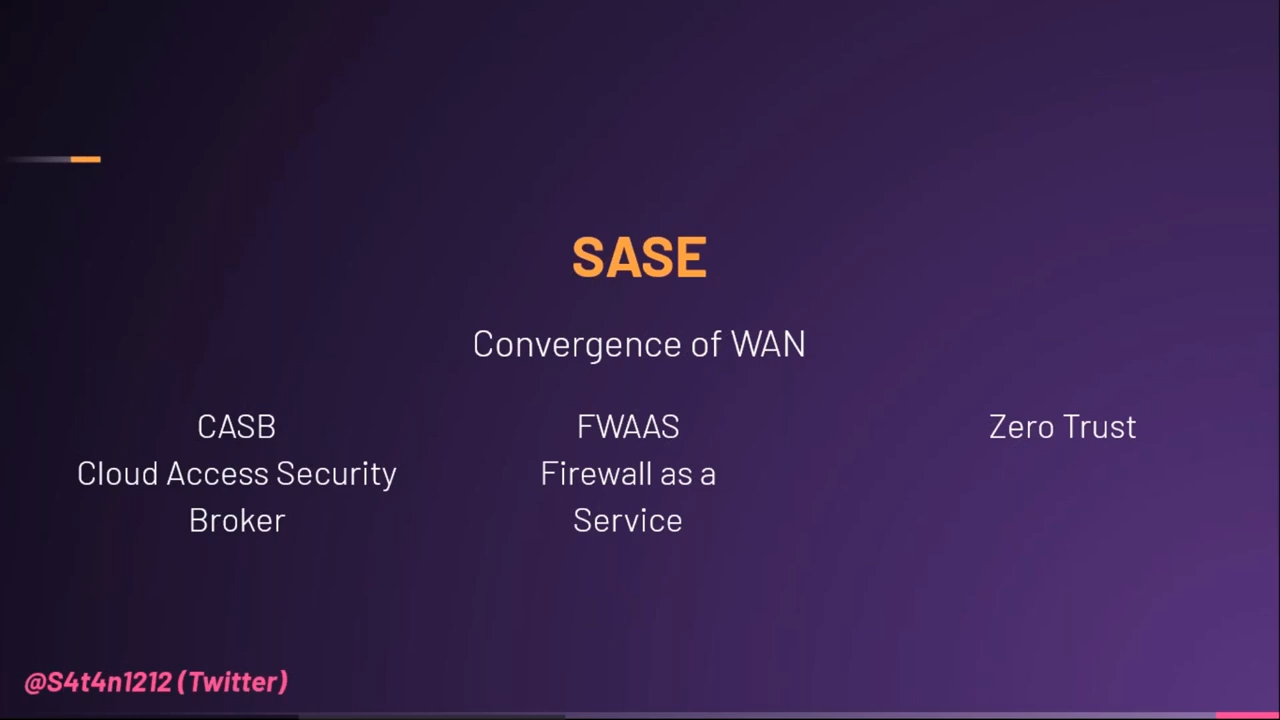 SASE
Convergence of WAN
CASB
Cloud Access Security
Broker
FWAAS
Firewall as a
Service
Zero Trust
@S4t4n1212 (Twitter)